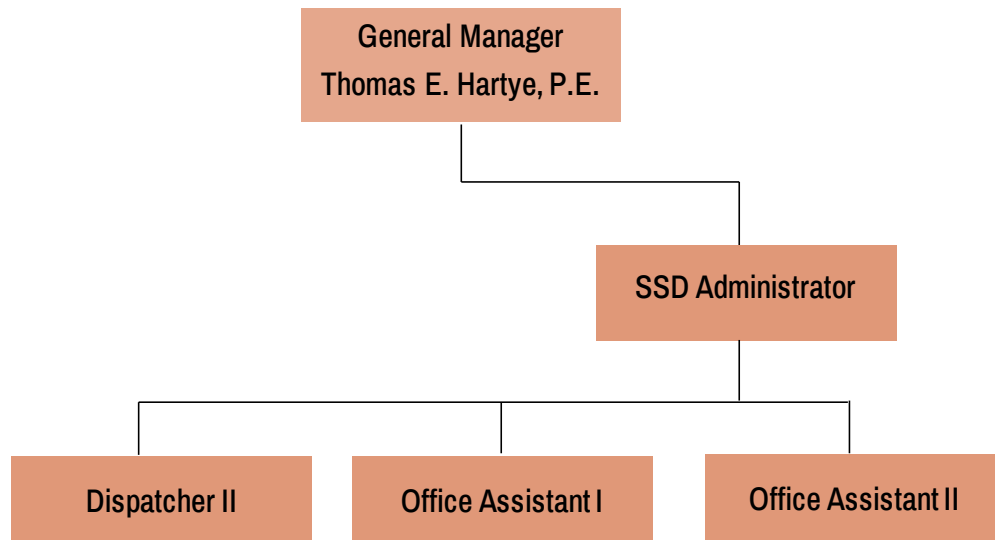 General Manager
Thomas E. Hartye, P.E.
SSD Administrator
Dispatcher II
Office Assistant I
Office Assistant II